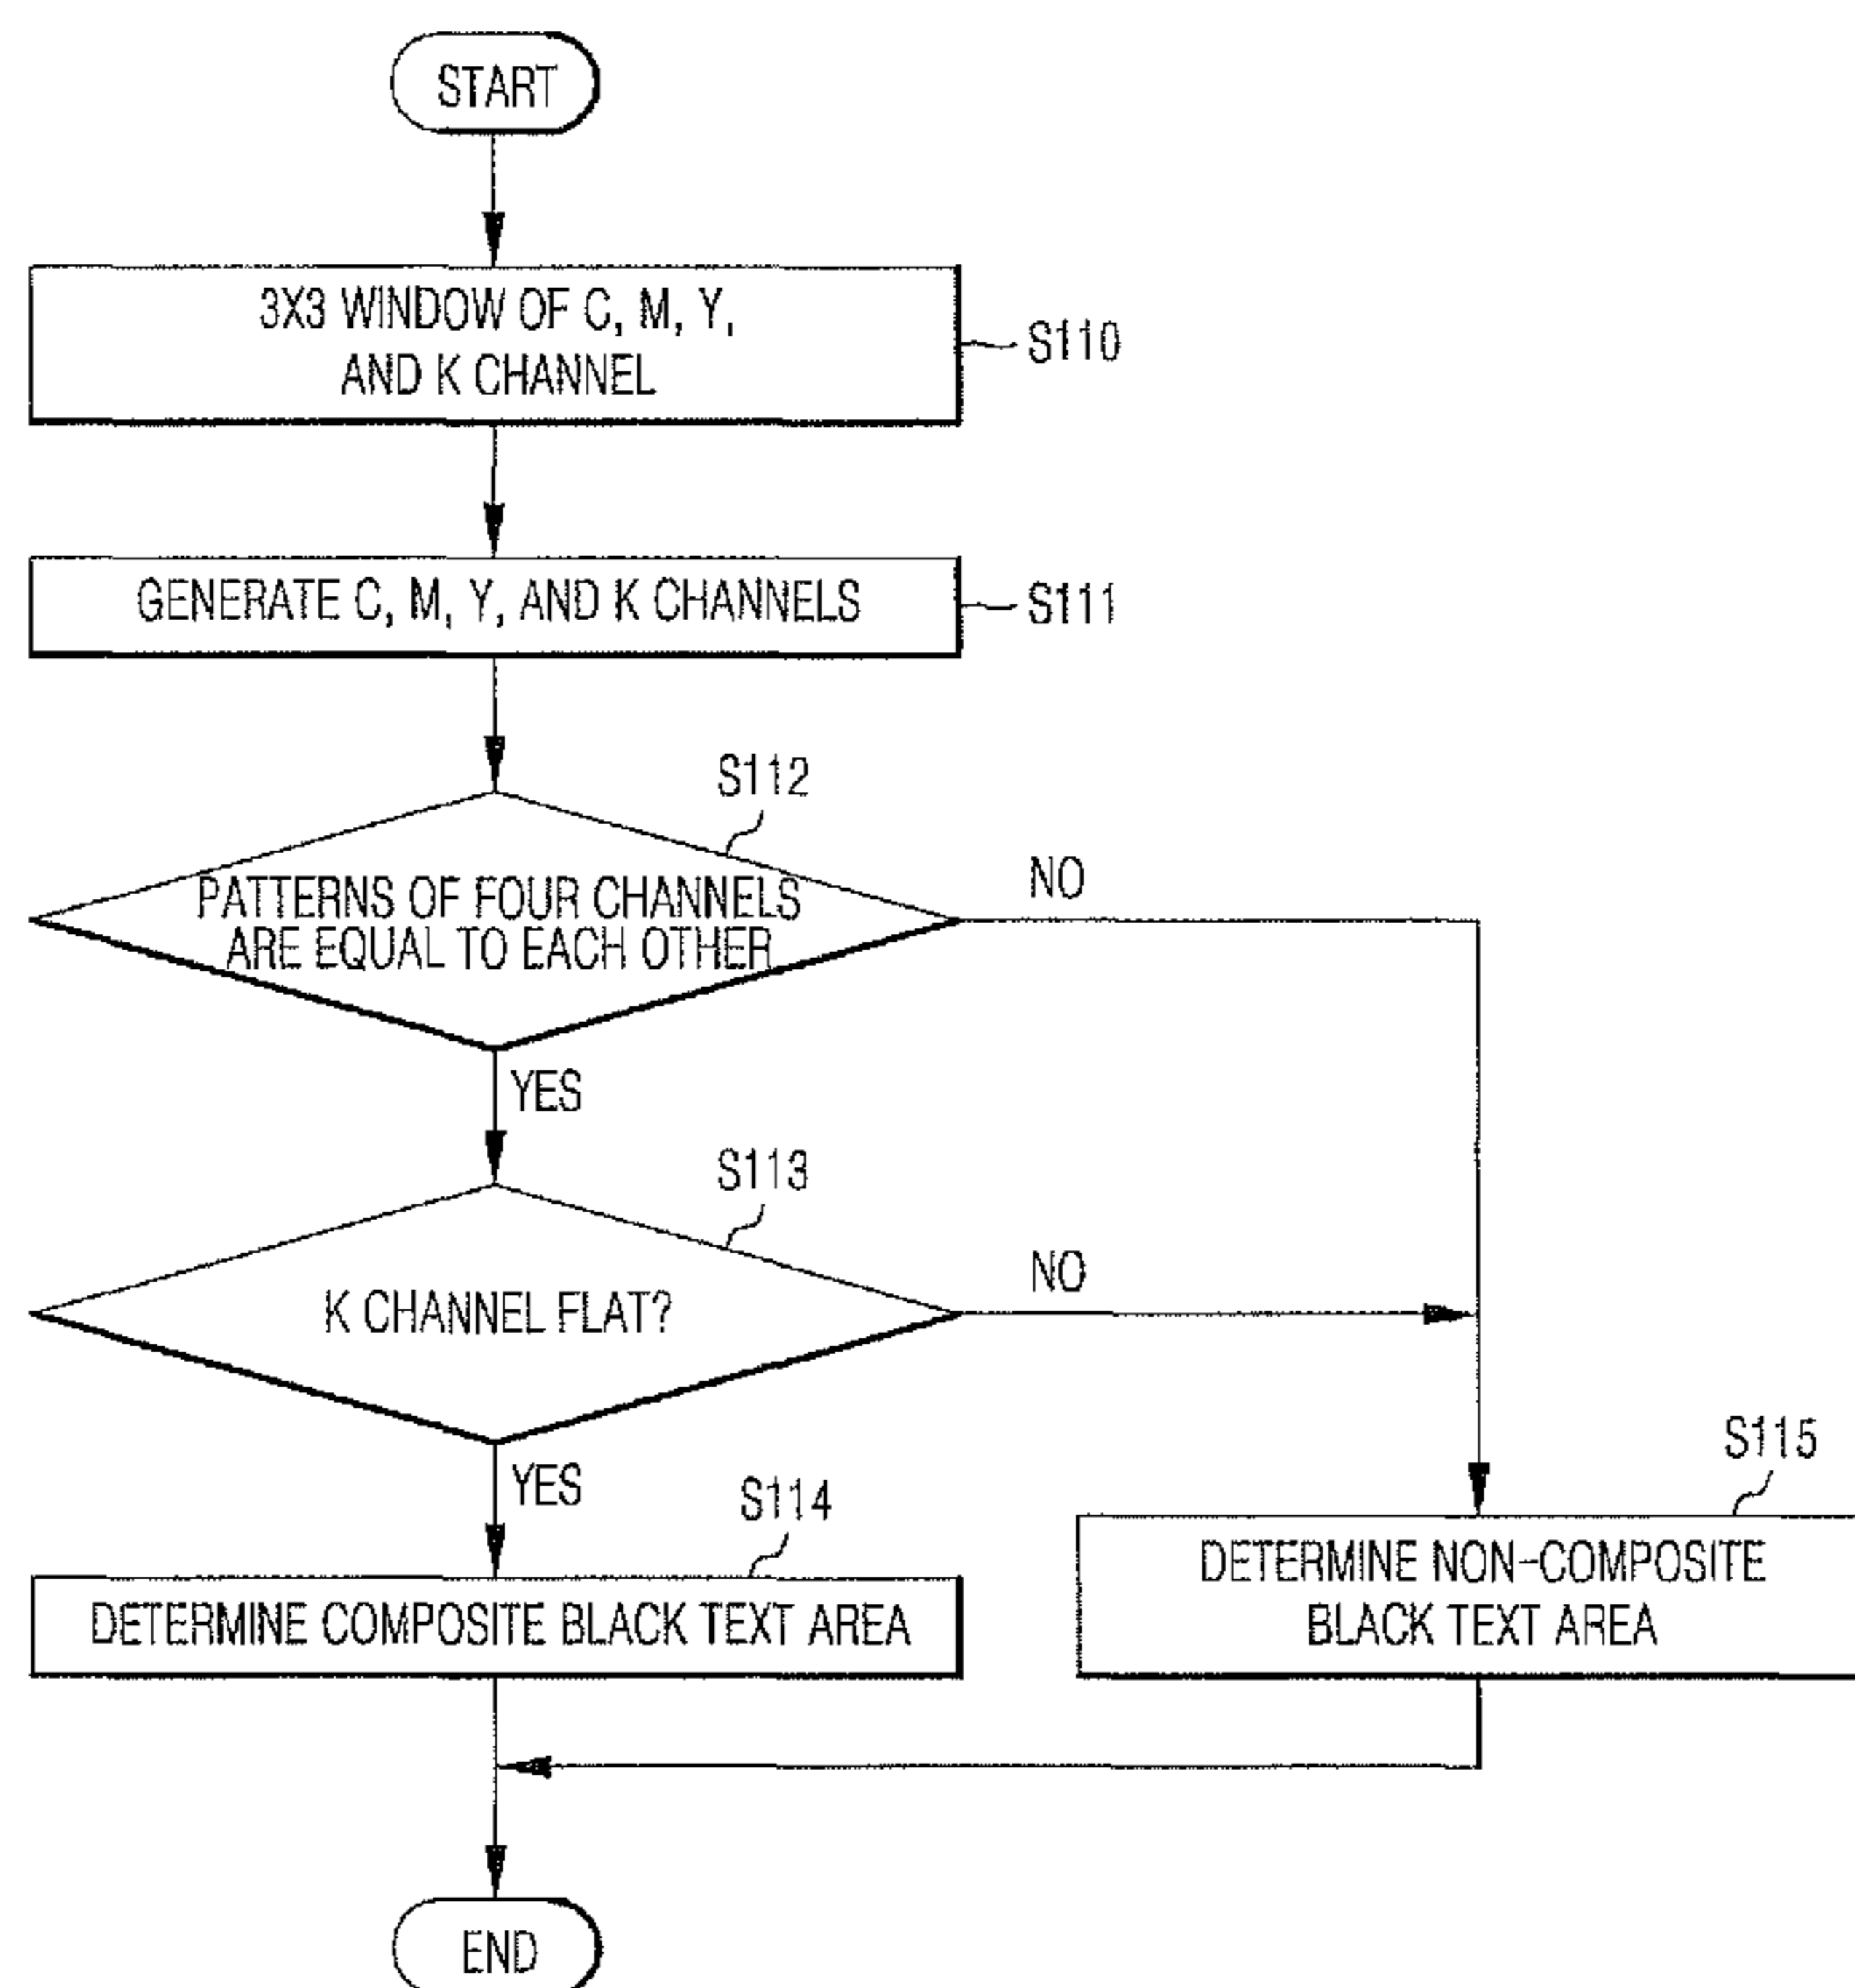 START
3X3 WINDOW OF C, M, Y,
AND K CHANNEL
S110
GENERATE C, M, Y, AND K CHANNELS
S111
S112
PATTERNS OF FOUR CHANNELS
ARE EQUAL TO EACH OTHER
NO
YES
S113
K CHANNEL FLAT?
NO
YES
S114
DETERMINE COMPOSITE BLACK TEXT AREA
S115
DETERMINE NON-COMPOSITE
BLACK TEXT AREA
END